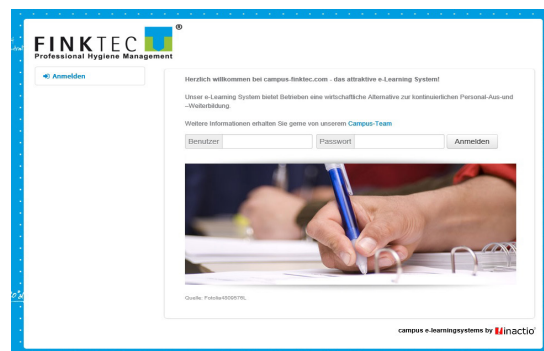 FINKTEC ®
Professional Hygiene Management
Anmelden
Herzlich willkommen bei campus-finktec.com - das attraktive e-Learning System!
Unser e-Learning System bietet Betrieben eine wirtschaftliche Alternative zur kontinuierlichen Personal-Aus-und
–Weiterbildung.
Weitere Informationen erhalten Sie gerne von unserem Campus-Team
Benutzer Passwort Anmelden
campus e-learningsystems by inactio